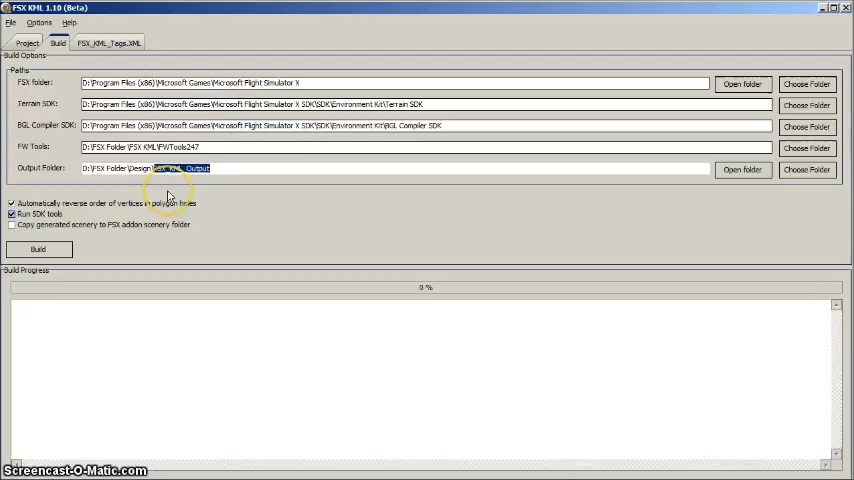 FSX KML 1.10 (Beta)
File Options Help
Project Build FSX_KML_Tags.XML
Build Options
Paths
FSX folder: D:\Program Files (x86)\Microsoft Games\Microsoft Flight Simulator X Open folder Choose Folder
Terrain SDK: D:\Program Files (x86)\Microsoft Games\Microsoft Flight Simulator X SDK\SDK\Environment Kit\Terrain SDK Choose Folder
BGL Compiler SDK: D:\Program Files (x86)\Microsoft Games\Microsoft Flight Simulator X SDK\SDK\Environment Kit\BGL Compiler SDK Choose Folder
FW Tools: D:\FSX Folder\FSX KML\FWTools247 Choose Folder
Output Folder: D:\FSX Folder\Design\FSX_KML_Output Open folder Choose Folder
Automatically reverse order of vertices in polygon holes
Run SDK tools
Copy generated scenery to FSX addon scenery folder
Build
Build Progress
0 %
Screencast-O-Matic.com